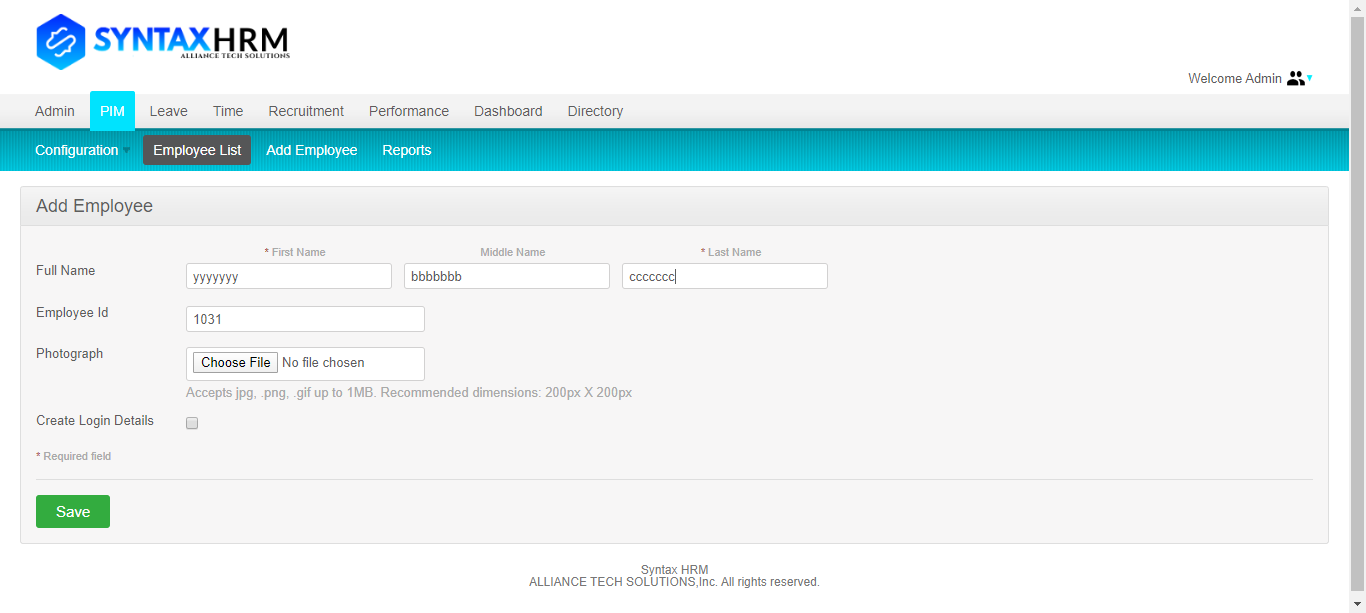 SYNTAXHRM
ALLIANCE TECH SOLUTIONS
Welcome Admin
Admin PIM Leave Time Recruitment Performance Dashboard Directory
Configuration Employee List Add Employee Reports
Add Employee
* First Name Middle Name * Last Name
Full Name yyyyyyy bbbbbbb ccccccc
Employee Id 1031
Photograph Choose File No file chosen
Accepts jpg, .png, .gif up to 1MB. Recommended dimensions: 200px X 200px
Create Login Details
* Required field
Save
Syntax HRM
ALLIANCE TECH SOLUTIONS,Inc. All rights reserved.